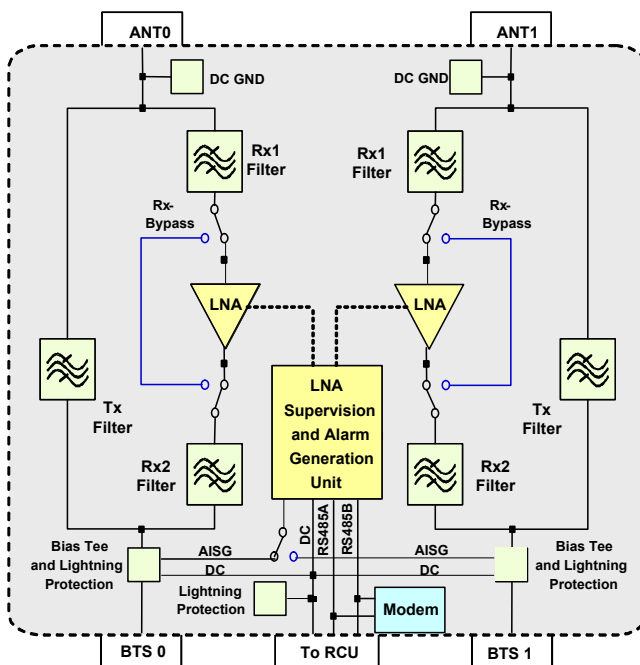 ANT0
ANT1
DC GND
DC GND
Rx1
Filter
Rx1
Filter
Rx-
Bypass
Rx-
Bypass
LNA
LNA
Tx
Filter
Tx
Filter
LNA
Supervision
and Alarm
Generation
Unit
Rx2
Filter
Rx2
Filter
DC
RS485A
RS485B
Bias Tee
and Lightning
Protection
AISG
DC
AISG
DC
Bias Tee
and Lightning
Protection
Lightning
Protection
Modem
BTS 0
To RCU
BTS 1